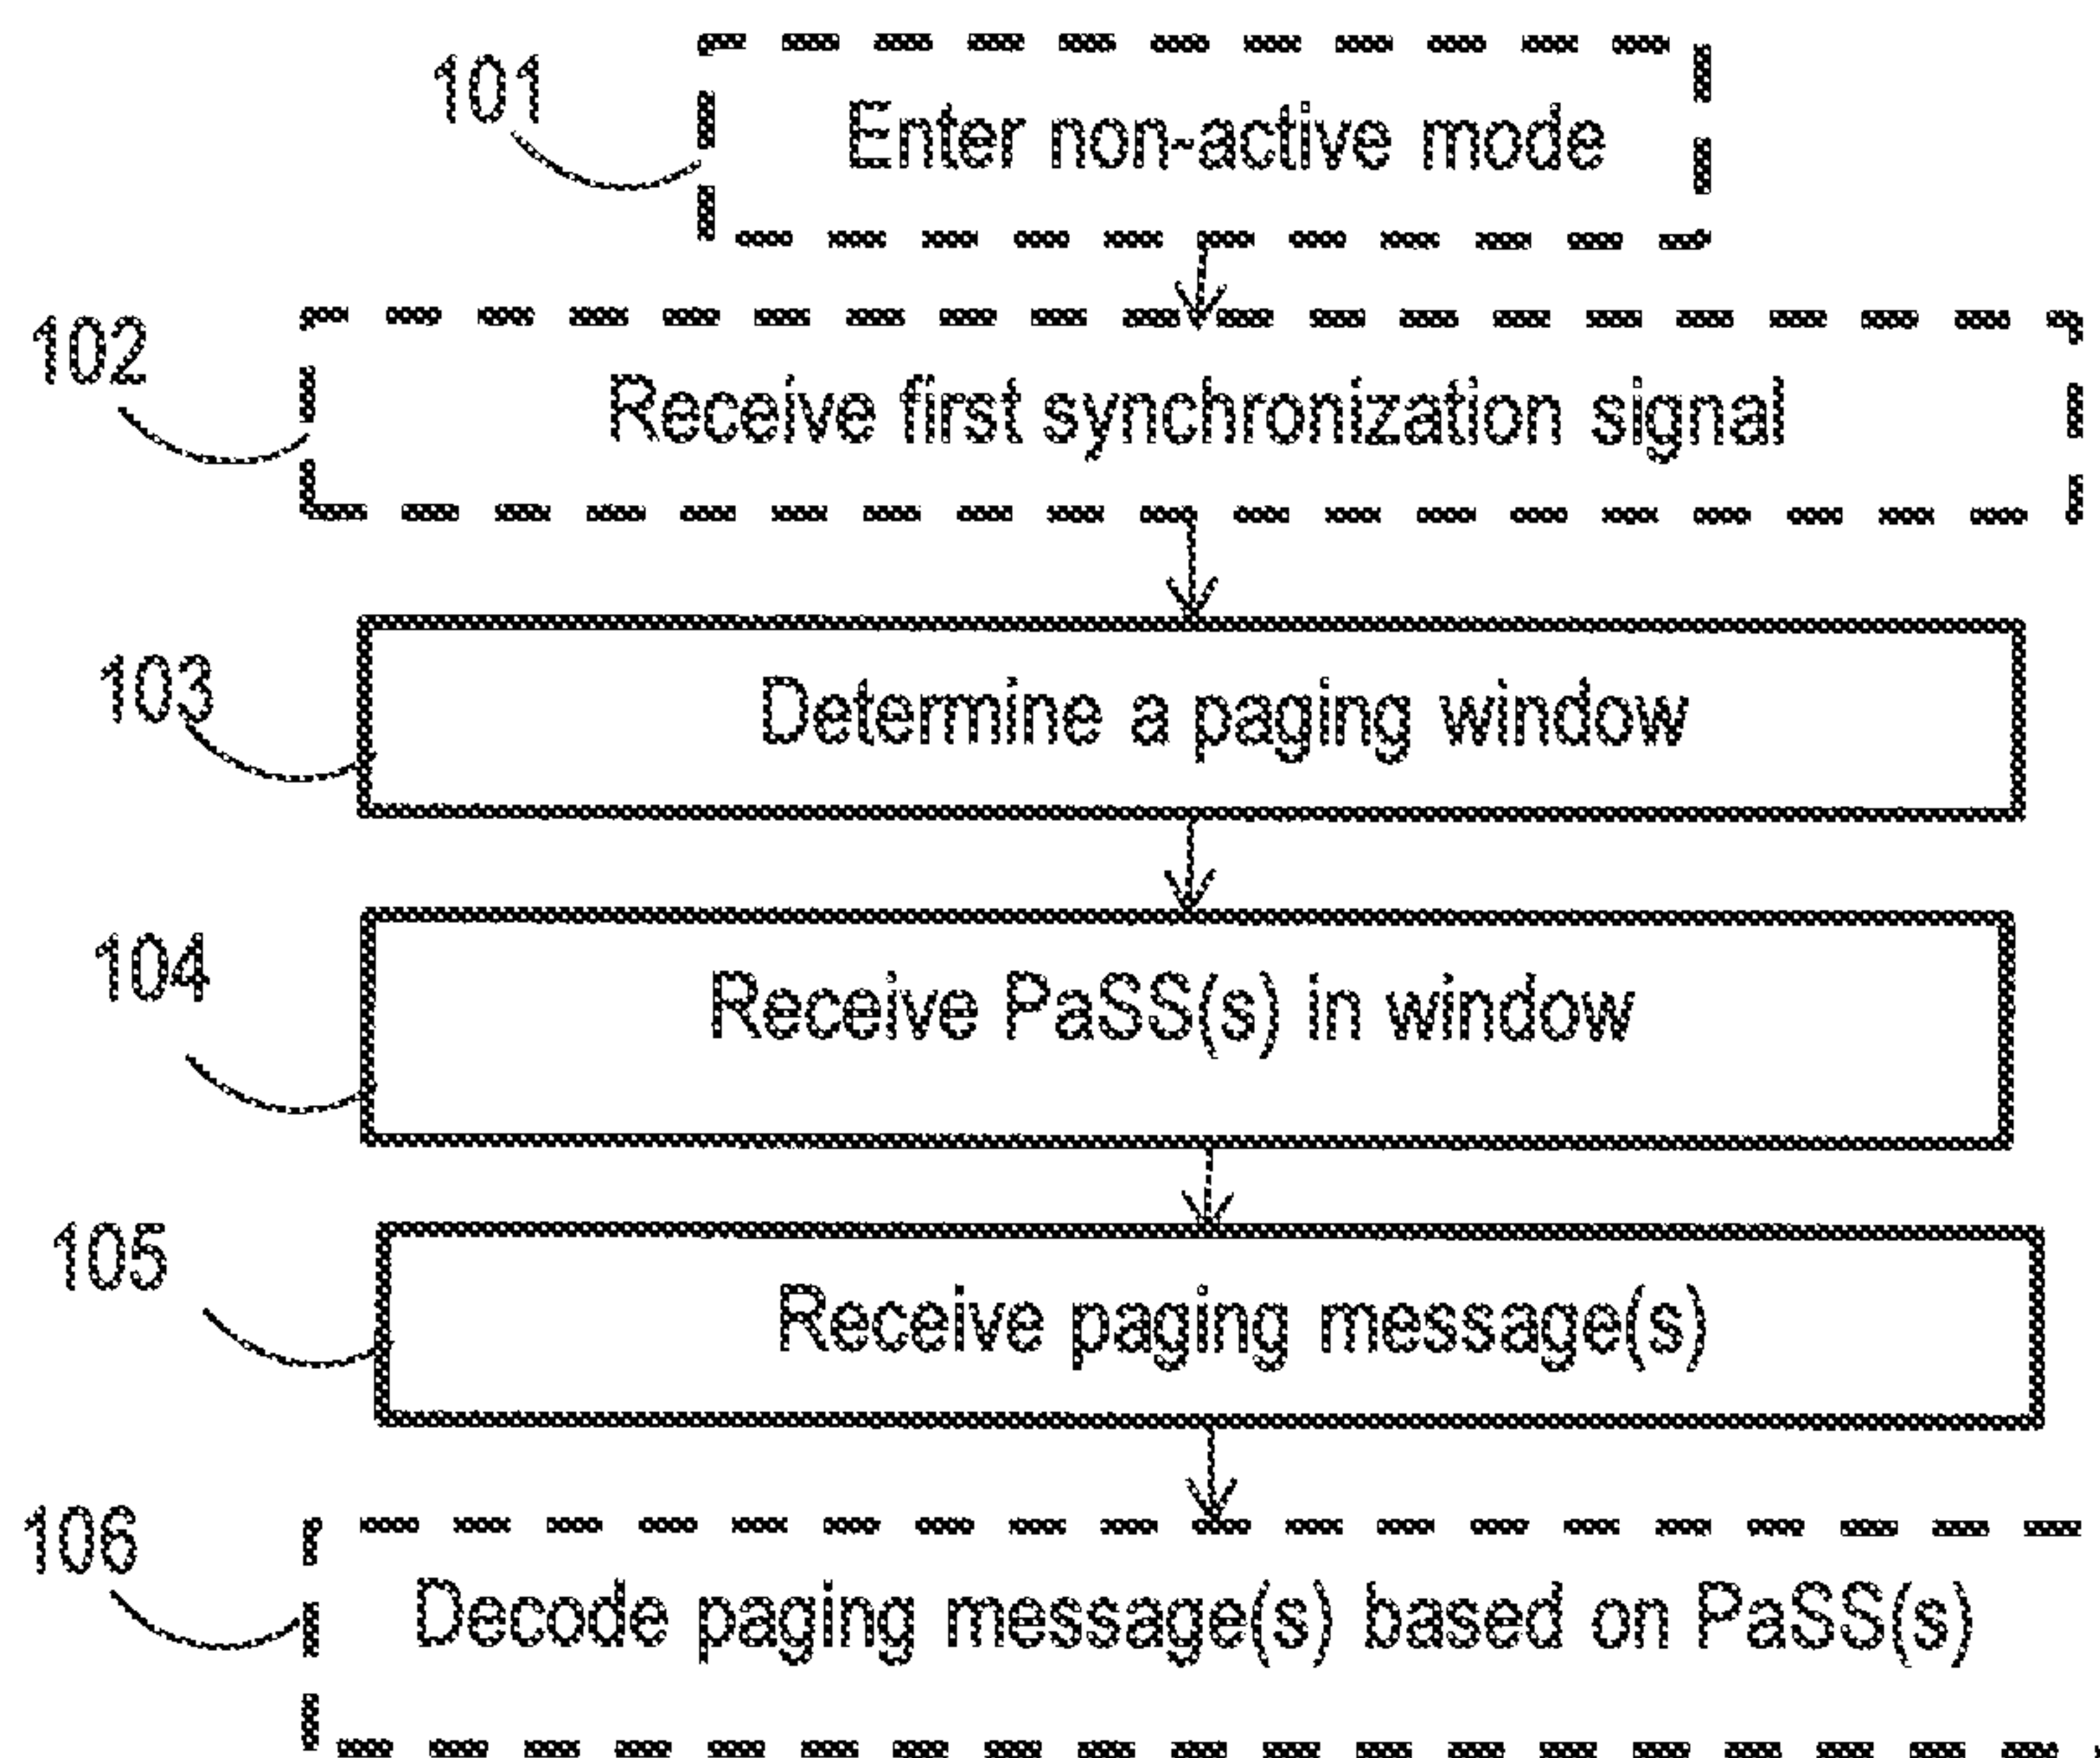 101
Enter non-active mode
102
Receive first synchronization signal
103
Determine a paging window
104
Receive PaSS(s) in window
105
Receive paging message(s)
106
Decode paging message(s) based on PaSS(s)